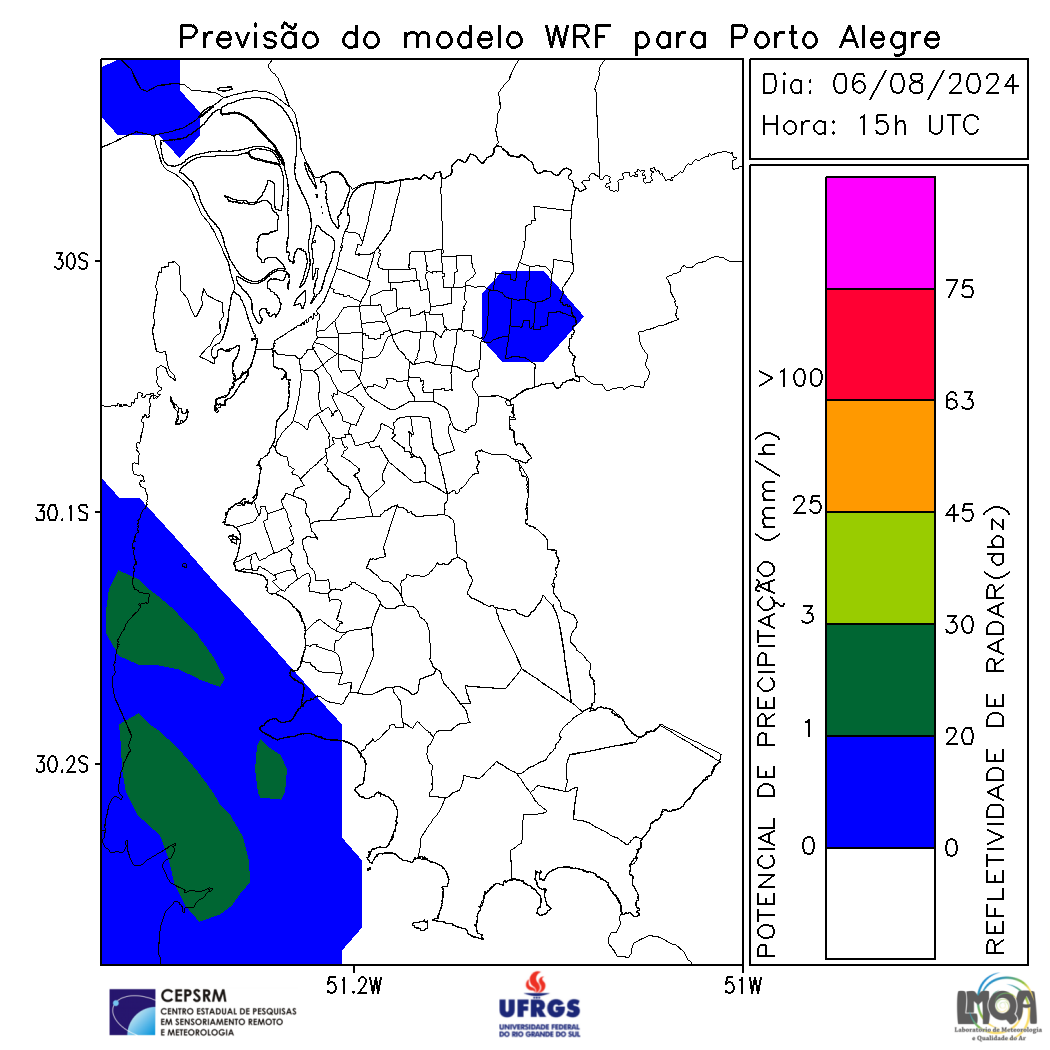 Previsão do modelo WRF para Porto Alegre
Dia: 06/08/2024
Hora: 15h UTC
30S
30.1S
30.2S
51.2W
51W
POTENCIAL DE PRECIPITAÇÃO (mm/h)
>100
25
3
1
0
75
63
45
30
20
0
REFLETIVIDADE DE RADAR(dbz)
CEPSRM
CENTRO ESTADUAL DE PESQUISAS
EM SENSORIAMENTO REMOTO
E METEOROLOGIA
UFRGS
UNIVERSIDADE FEDERAL
DO RIO GRANDE DO SUL
LMQA
Laboratório de Meteorologia
e Qualidade do Ar